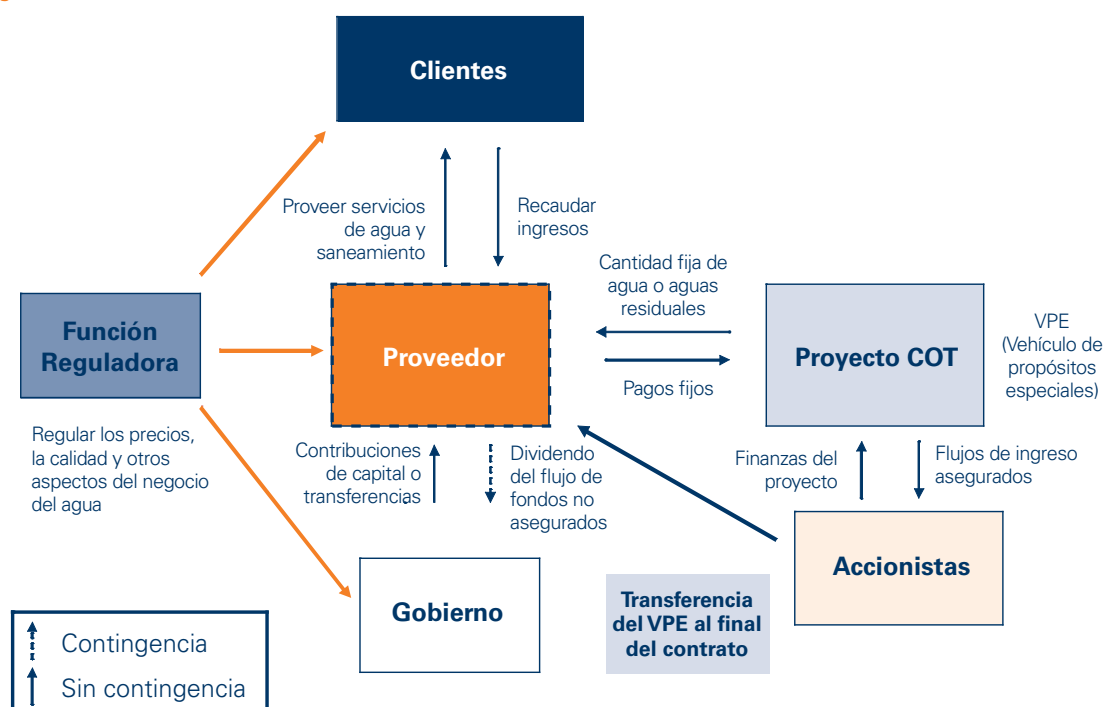 Clientes
Proveer servicios
de agua y
saneamiento
Recaudar
ingresos
Cantidad fija de
agua o aguas
residuales
Función
Reguladora
Proveedor
Proyecto COT
VPE
(Vehículo de
propósitos
especiales)
Pagos fijos
Regular los precios,
la calidad y otros
aspectos del negocio
del agua
Contribuciones
de capital o
transferencias
Dividendo
del flujo de
fondos no
asegurados
Finanzas del
proyecto
Flujos de ingreso
asegurados
Accionistas
Gobierno
Transferencia
del VPE al final
del contrato
Contingencia
Sin contingencia